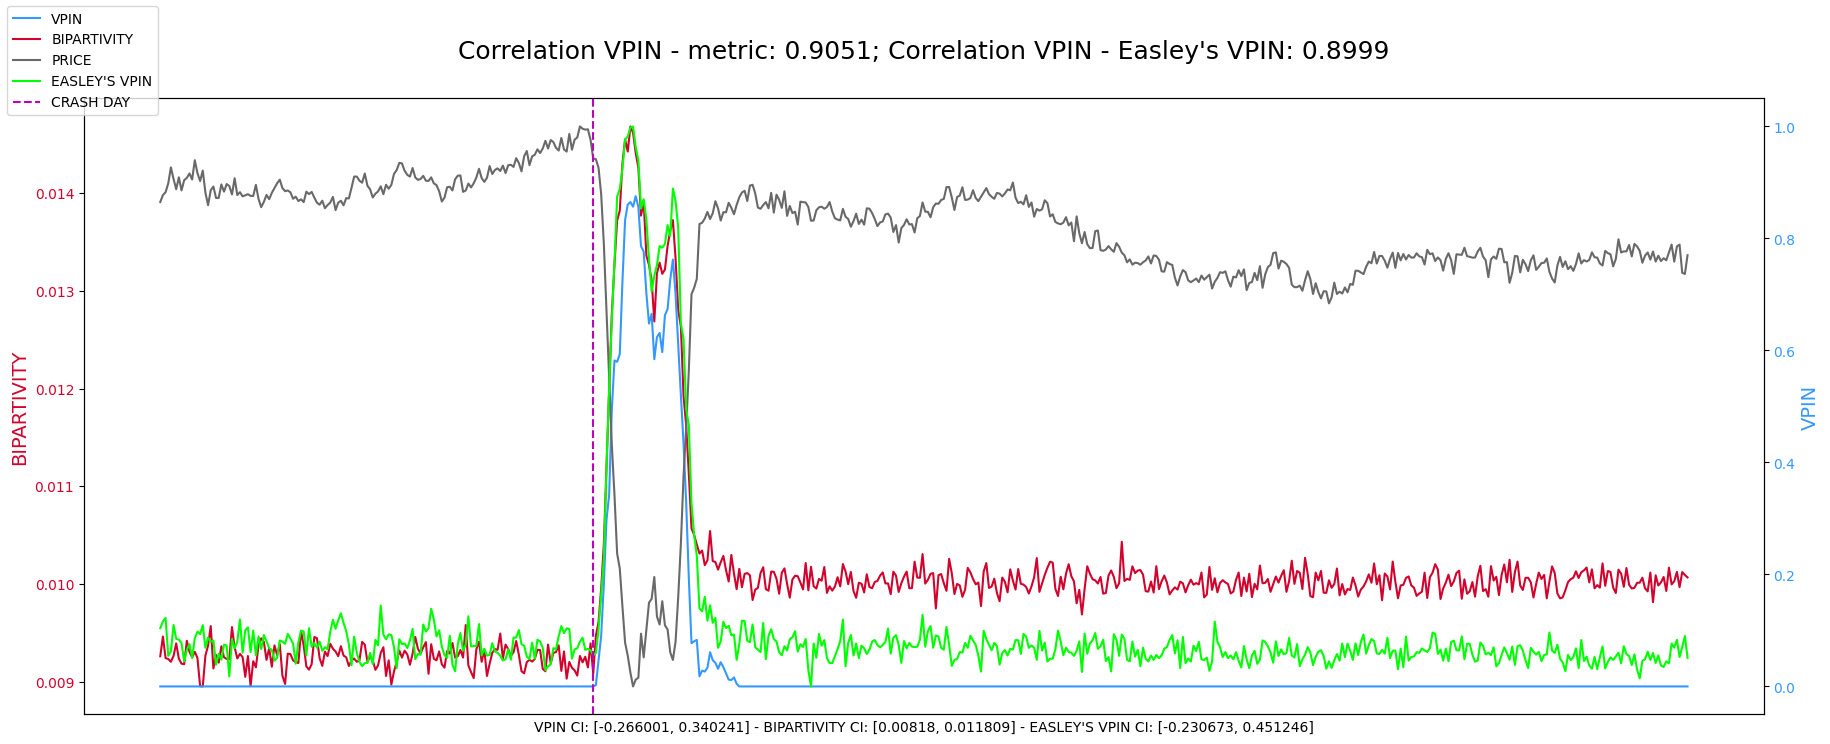 VPIN
BIPARTIVITY
PRICE
EASLEY'S VPIN
CRASH DAY
Correlation VPIN - metric: 0.9051; Correlation VPIN - Easley's VPIN: 0.8999
BIPARTIVITY
0.014
0.013
0.012
0.011
0.010
0.009
1.0
0.8
0.6
0.4
0.2
0.0
VPIN
VPIN CI: [-0.266001, 0.340241] - BIPARTIVITY CI: [0.00818, 0.011809] - EASLEY'S VPIN CI: [-0.230673, 0.451246]